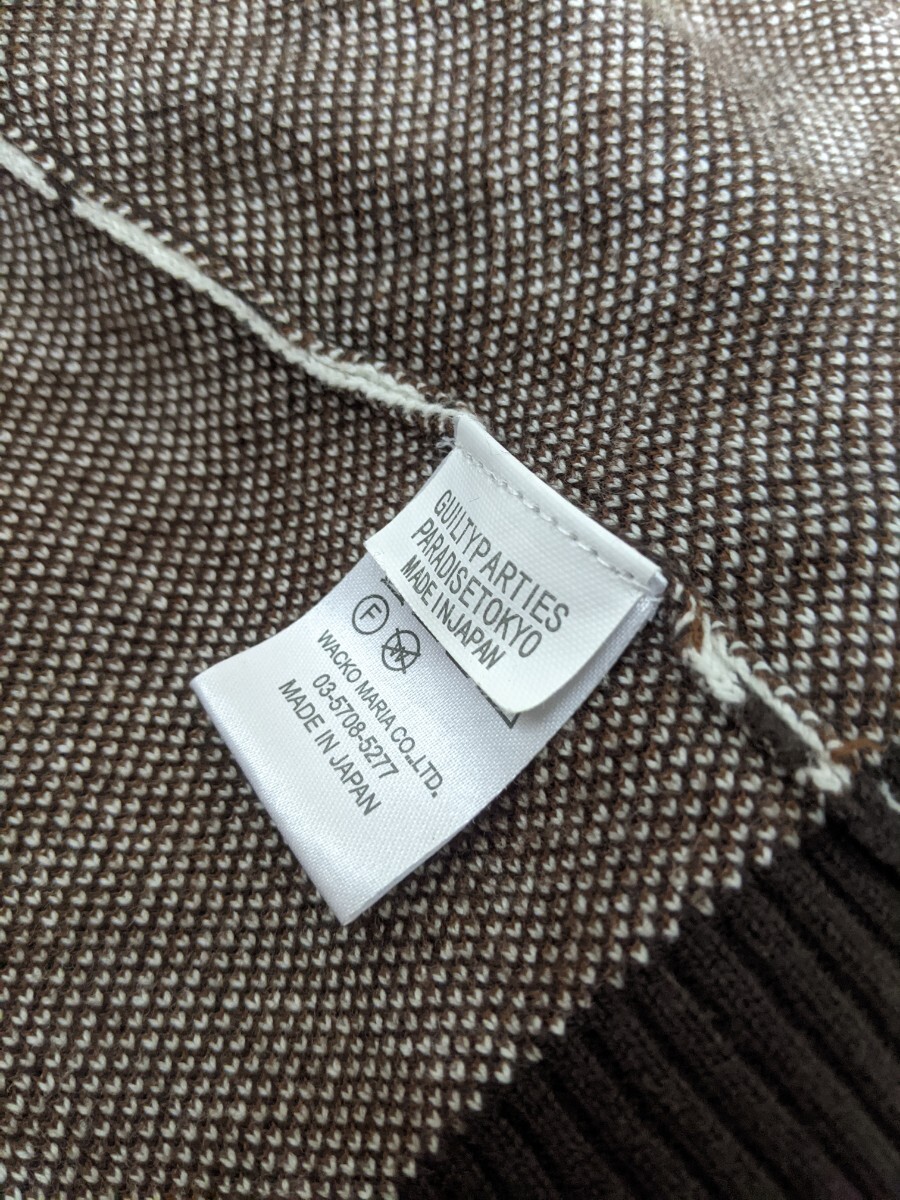 GUILTYPARTIES
PARADISETOKYO
MADE IN JAPAN
F W
WACKO MARIA CO.,LTD.
03-5708-5277
MADE IN JAPAN